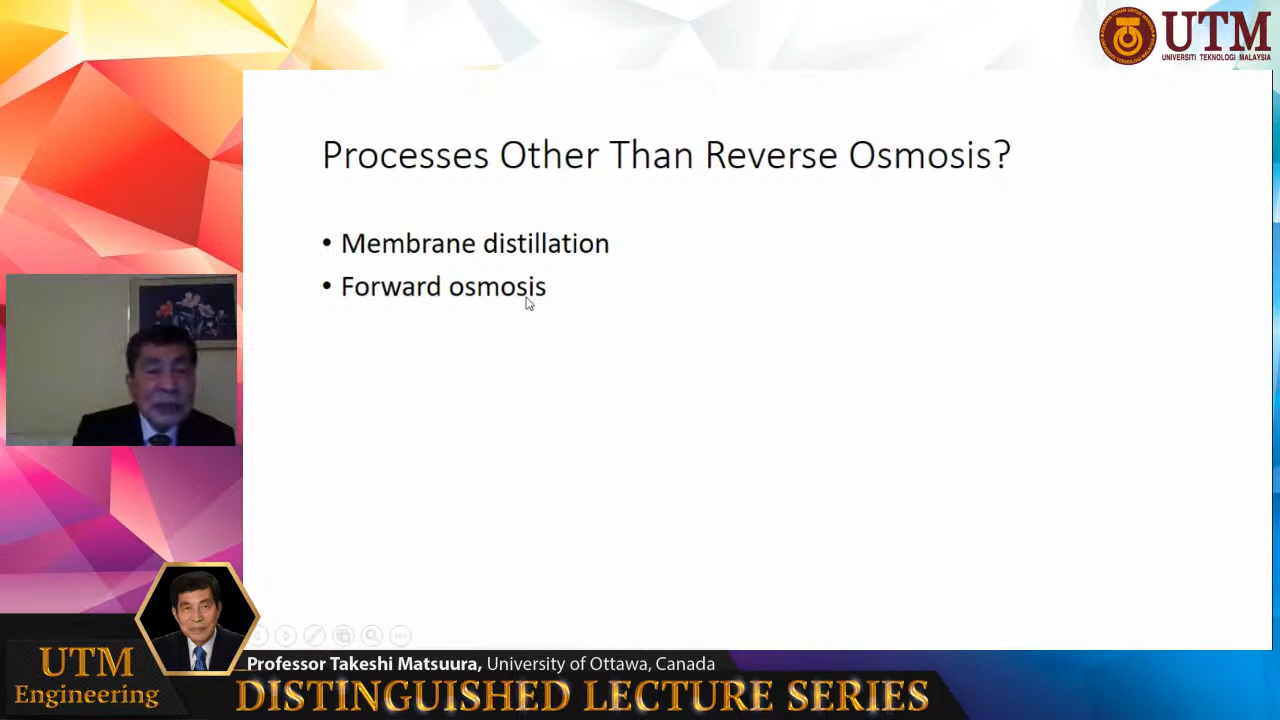 UTM
UNIVERSITI TEKNOLOGI MALAYSIA
Processes Other Than Reverse Osmosis?
• Membrane distillation
• Forward osmosis
UTM
Engineering
Professor Takeshi Matsuura, University of Ottawa, Canada
DISTINGUISHED LECTURE SERIES